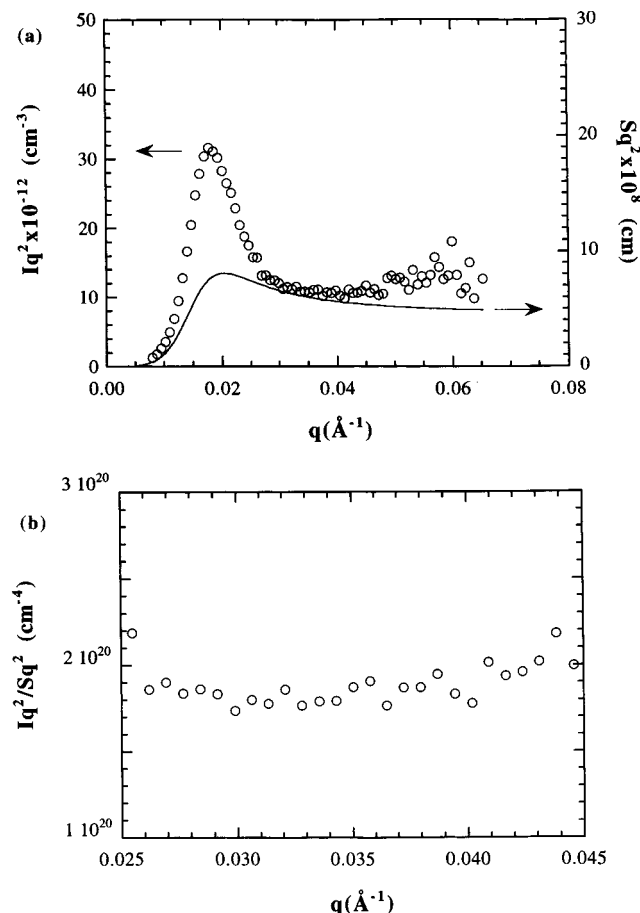 (a)
50
40
30
20
10
0
Iq²x10⁻¹² (cm⁻³)
30
20
10
0
Sq²x10⁸ (cm)
0.00 0.02 0.04 0.06 0.08
q(Å⁻¹)
(b)
3 10²⁰
2 10²⁰
1 10²⁰
Iq²/Sq² (cm⁻⁴)
0.025 0.030 0.035 0.040 0.045
q(Å⁻¹)